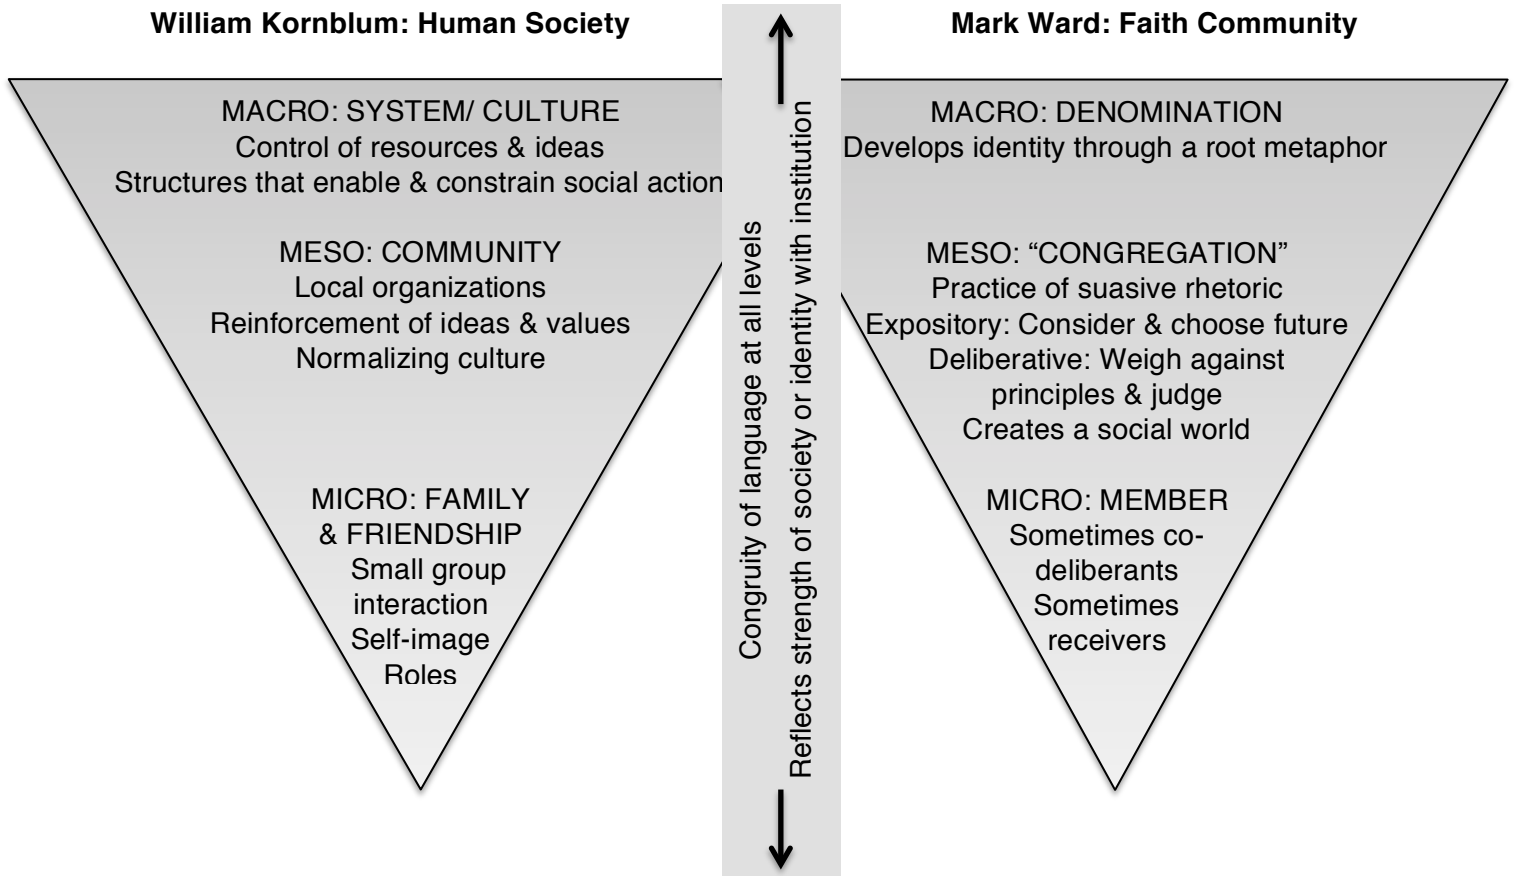 William Kornblum: Human Society
MACRO: SYSTEM/ CULTURE
Control of resources & ideas
Structures that enable & constrain social action
MESO: COMMUNITY
Local organizations
Reinforcement of ideas & values
Normalizing culture
MICRO: FAMILY
& FRIENDSHIP
Small group
interaction
Self-image
Roles
Congruity of language at all levels
Reflects strength of society or identity with institution
Mark Ward: Faith Community
MACRO: DENOMINATION
Develops identity through a root metaphor
MESO: “CONGREGATION”
Practice of suasive rhetoric
Expository: Consider & choose future
Deliberative: Weigh against
principles & judge
Creates a social world
MICRO: MEMBER
Sometimes co-
deliberants
Sometimes
receivers